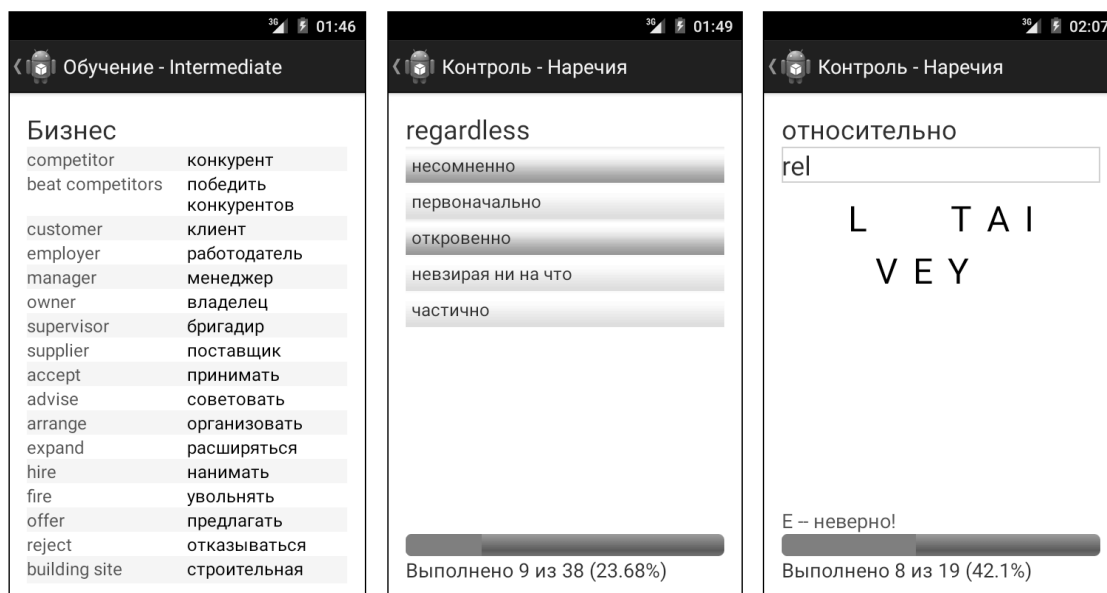 3G 01:46
Обучение - Intermediate
Бизнес
competitor конкурент
beat competitors победить
конкурентов
customer клиент
employer работодатель
manager менеджер
owner владелец
supervisor бригадир
supplier поставщик
accept принимать
advise советовать
arrange организовать
expand расширяться
hire нанимать
fire увольнять
offer предлагать
reject отказываться
building site строительная
3G 01:49
Контроль - Наречия
regardless
несомненно
первоначально
откровенно
невзирая ни на что
частично
Выполнено 9 из 38 (23.68%)
3G 02:07
Контроль - Наречия
относительно
rel
L T A I
V E Y
E -- неверно!
Выполнено 8 из 19 (42.1%)